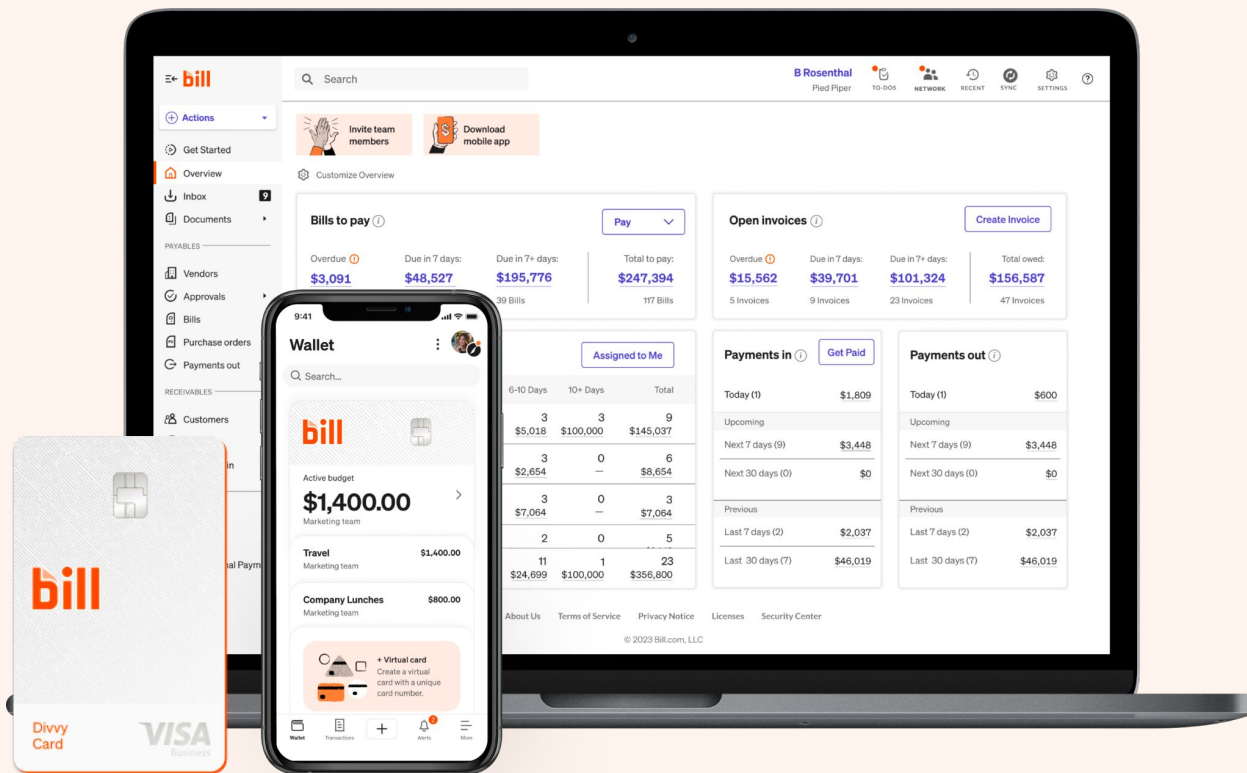 bill
Search
B Rosenthal
Pied Piper
TO-DOS
NETWORK
RECENT
SYNC
SETTINGS
Actions
Get Started
Overview
Inbox
9
Documents
PAYABLES
Vendors
Approvals
Bills
Purchase orders
Payments out
RECEIVABLES
Customers
in
Invite team
members
Download
mobile app
Customize Overview
Bills to pay
Pay
Overdue
Due in 7 days:
Due in 7+ days:
Total to pay:
$3,091
$48,527
$195,776
$247,394
39 Bills
117 Bills
Open invoices
Create Invoice
Overdue
Due in 7 days:
Due in 7+ days:
Total owed:
$15,562
$39,701
$101,324
$156,587
5 Invoices
9 Invoices
23 Invoices
47 Invoices
Assigned to Me
6-10 Days
10+ Days
Total
3 3 9
$5,018 $100,000 $145,037
3 0 6
$2,654 — $8,654
3 0 3
$7,064 — $7,064
2 0 5
11 1 23
$24,699 $100,000 $356,800
Payments in
Get Paid
Today (1) $1,809
Upcoming
Next 7 days (9) $3,448
Next 30 days (0) $0
Previous
Last 7 days (2) $2,037
Last 30 days (7) $46,019
Payments out
Today (1) $600
Upcoming
Next 7 days (9) $3,448
Next 30 days (0) $0
Previous
Last 7 days (2) $2,037
Last 30 days (7) $46,019
About Us
Terms of Service
Privacy Notice
Licenses
Security Center
© 2023 Bill.com, LLC
9:41
Wallet
Search...
bill
Active budget
$1,400.00
Marketing team
Travel $1,400.00
Marketing team
Company Lunches $800.00
Marketing team
+ Virtual card
Create a virtual
card with a unique
card number.
Wallet
Transactions
2
Alerts
More
bill
Divvy
Card
VISA
Business